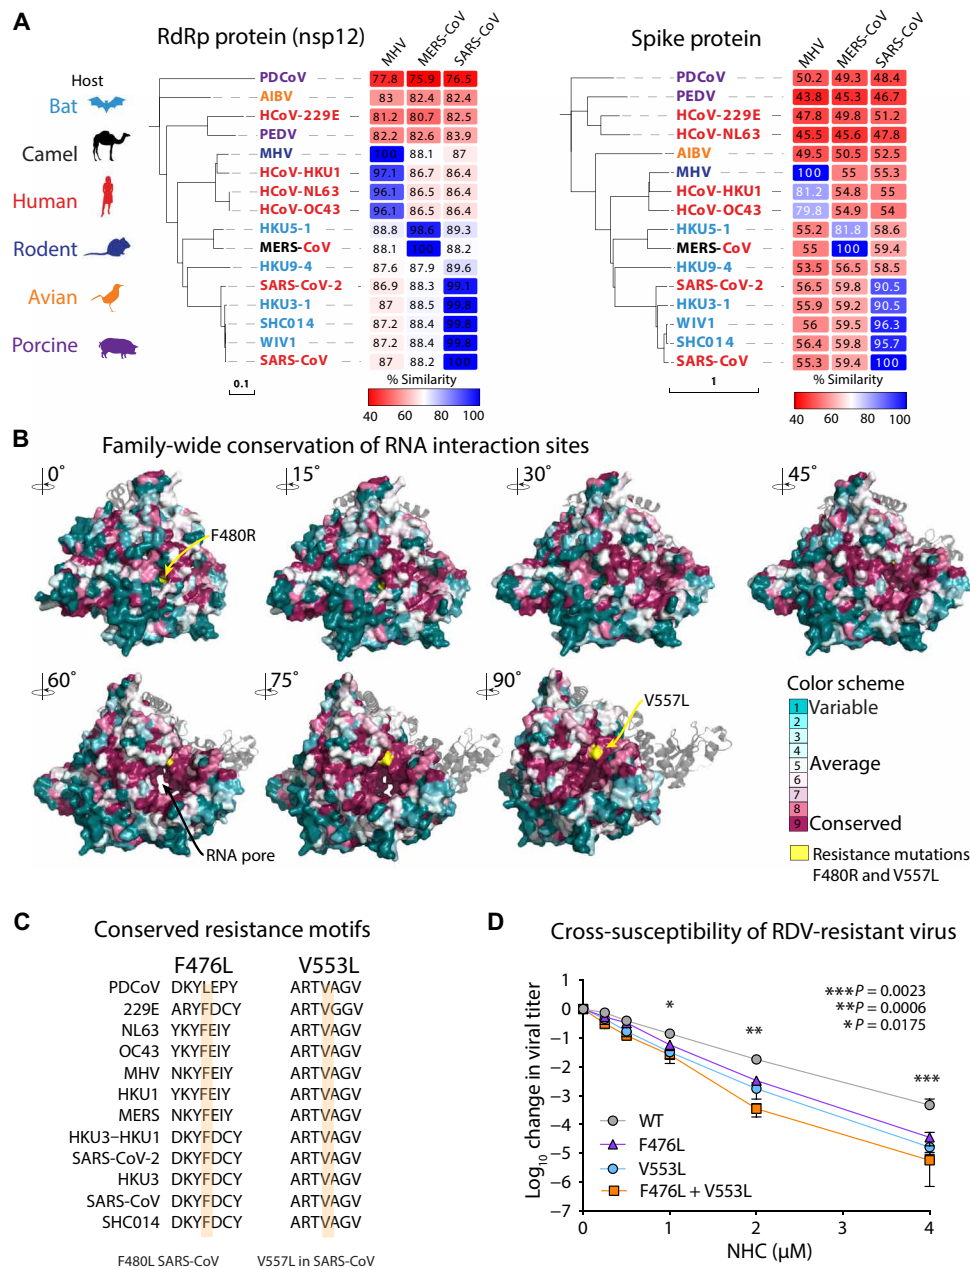 A
RdRp protein (nsp12)
MHV
MERS-CoV
SARS-CoV
Host
Bat
Camel
Human
Rodent
Avian
Porcine
PDCoV 77.8 75.9 76.5
AIBV 83 82.4 82.4
HCoV-229E 81.2 80.7 82.5
PEDV 82.2 82.6 83.9
MHV 100 88.1 87
HCoV-HKU1 97.1 86.7 86.4
HCoV-NL63 96.1 86.5 86.4
HCoV-OC43 96.1 86.5 86.4
HKU5-1 88.8 98.6 89.3
MERS-CoV 88.1 100 88.2
HKU9-4 87.6 87.9 89.6
SARS-CoV-2 86.9 88.3 99.1
HKU3-1 87 88.5 99.8
SHC014 87.2 88.4 99.8
WIV1 87.2 88.4 99.8
SARS-CoV 87 88.2 100
0.1
% Similarity
40 60 80 100
Spike protein
MHV
MERS-CoV
SARS-CoV
PDCoV 50.2 49.3 48.4
PEDV 43.8 45.3 46.7
HCoV-229E 47.8 49.8 51.2
HCoV-NL63 45.5 45.6 47.8
AIBV 49.5 50.5 52.5
MHV 100 55 55.3
HCoV-HKU1 81.2 54.8 55
HCoV-OC43 79.8 54.9 54
HKU5-1 55.2 81.8 58.6
MERS-CoV 55 100 59.4
HKU9-4 53.5 56.5 58.5
SARS-CoV-2 56.5 59.8 90.5
HKU3-1 55.9 59.2 90.5
WIV1 56 59.5 96.3
SHC014 56.4 59.8 95.7
SARS-CoV 55.3 59.4 100
1
% Similarity
40 60 80 100
B
Family-wide conservation of RNA interaction sites
0° 15° 30° 45°
F480R
60° 75° 90°
V557L
RNA pore
Color scheme
1 Variable
2
3
4
5 Average
6
7
8
9 Conserved
Resistance mutations
F480R and V557L
C
Conserved resistance motifs
F476L V553L
PDCoV DKYLEPY ARTVAGV
229E ARYFDCY ARTVGGV
NL63 YKYFEIY ARTVAGV
OC43 YKYFEIY ARTVAGV
MHV NKYFEIY ARTVAGV
HKU1 YKYFEIY ARTVAGV
MERS NKYFEIY ARTVAGV
HKU3−HKU1 DKYFDCY ARTVAGV
SARS-CoV-2 DKYFDCY ARTVAGV
HKU3 DKYFDCY ARTVAGV
SARS-CoV DKYFDCY ARTVAGV
SHC014 DKYFDCY ARTVAGV
F480L SARS-CoV V557L in SARS-CoV
D
Cross-susceptibility of RDV-resistant virus
Log10 change in viral titer
1
0
−1
−2
−3
−4
−5
−6
−7
***P = 0.0023
**P = 0.0006
*P = 0.0175
*
**
***
WT
F476L
V553L
F476L + V553L
0 1 2 3 4
NHC (μM)